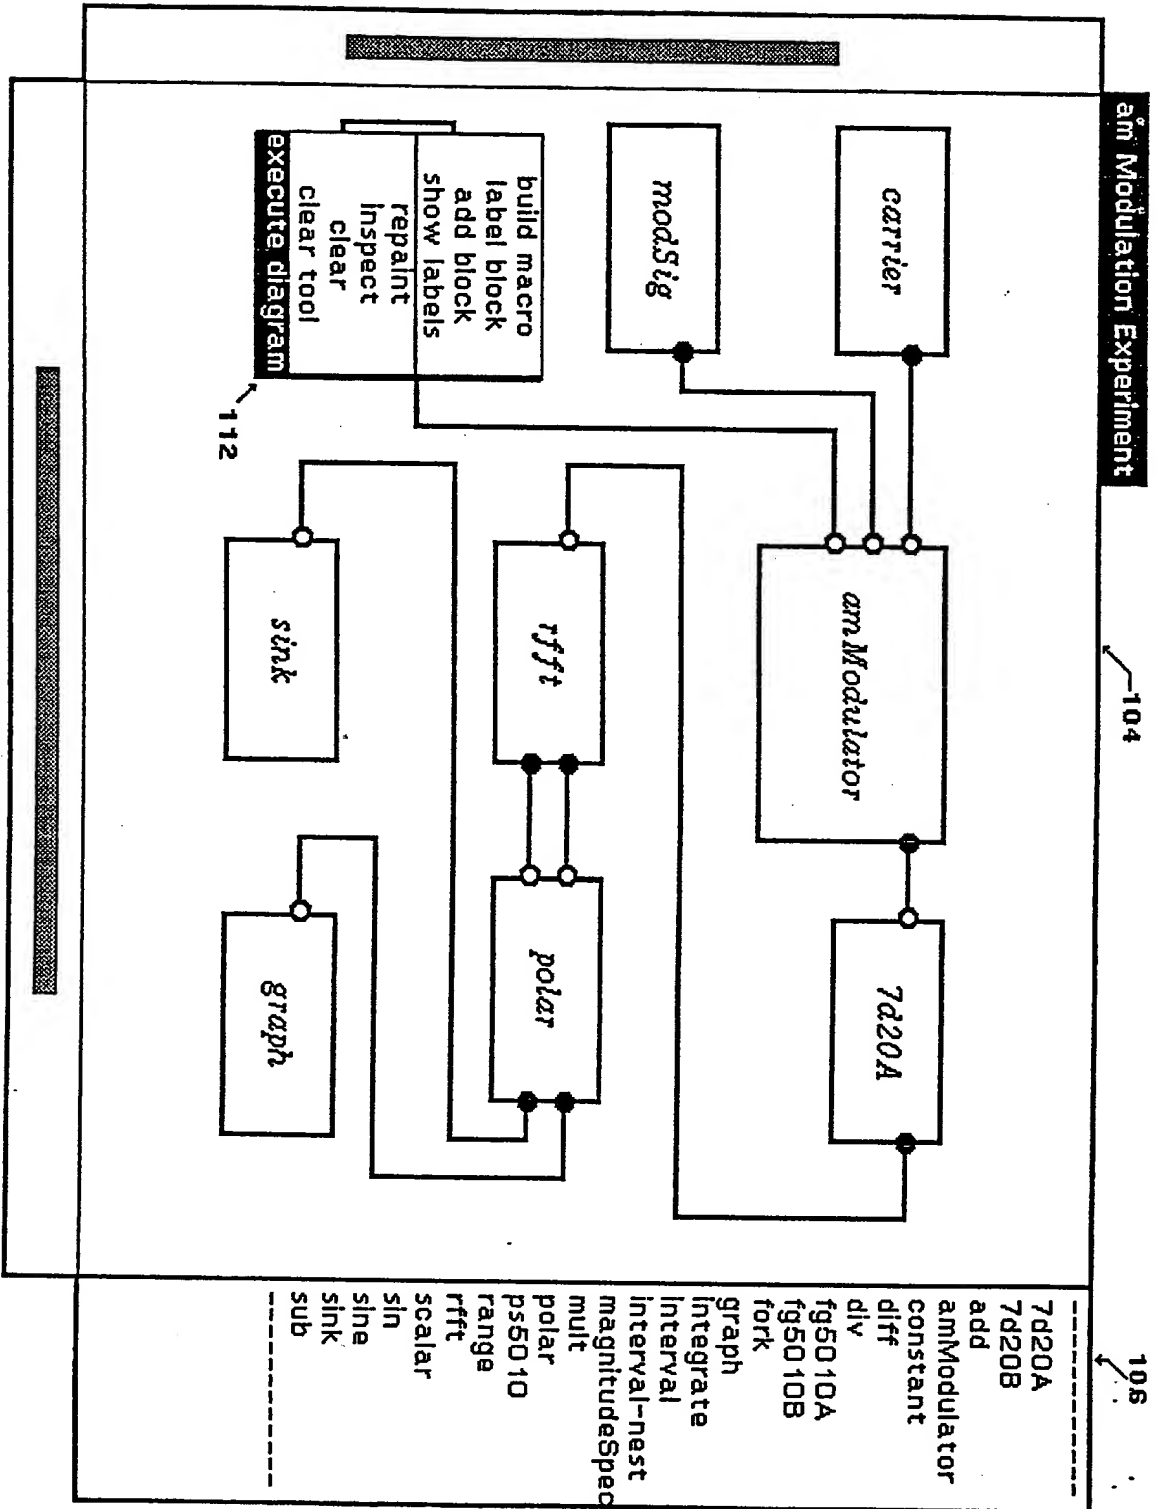 am Modulation Experiment
104
106
carrier
modSig
amModulator
7d20A
build macro
label block
add block
show labels
repaint
inspect
clear
clear tool
execute diagram
112
rfft
polar
sink
graph
------------
7d20A
7d20B
add
amModulator
constant
diff
div
fg5010A
fg5010B
fork
graph
integrate
interval
interval-nest
magnitudeSpec
mult
polar
ps5010
range
rfft
scalar
sin
sine
sink
sub
------------